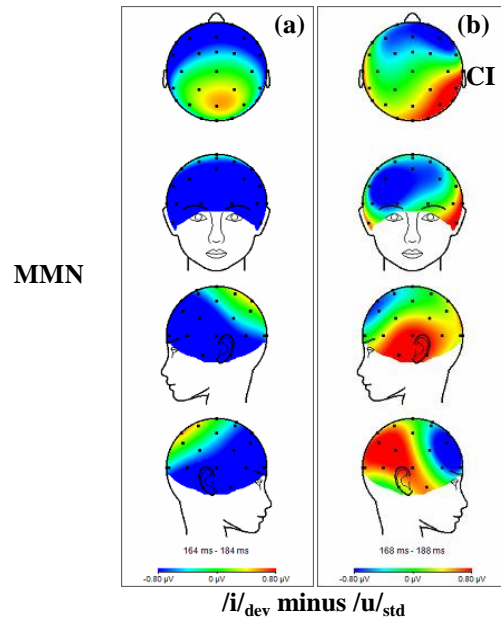 (a) (b)
CI
MMN
164 ms - 184 ms 168 ms - 188 ms
-0.80 µV 0 µV 0.80 µV -0.80 µV 0 µV 0.80 µV
/i/dev minus /u/std